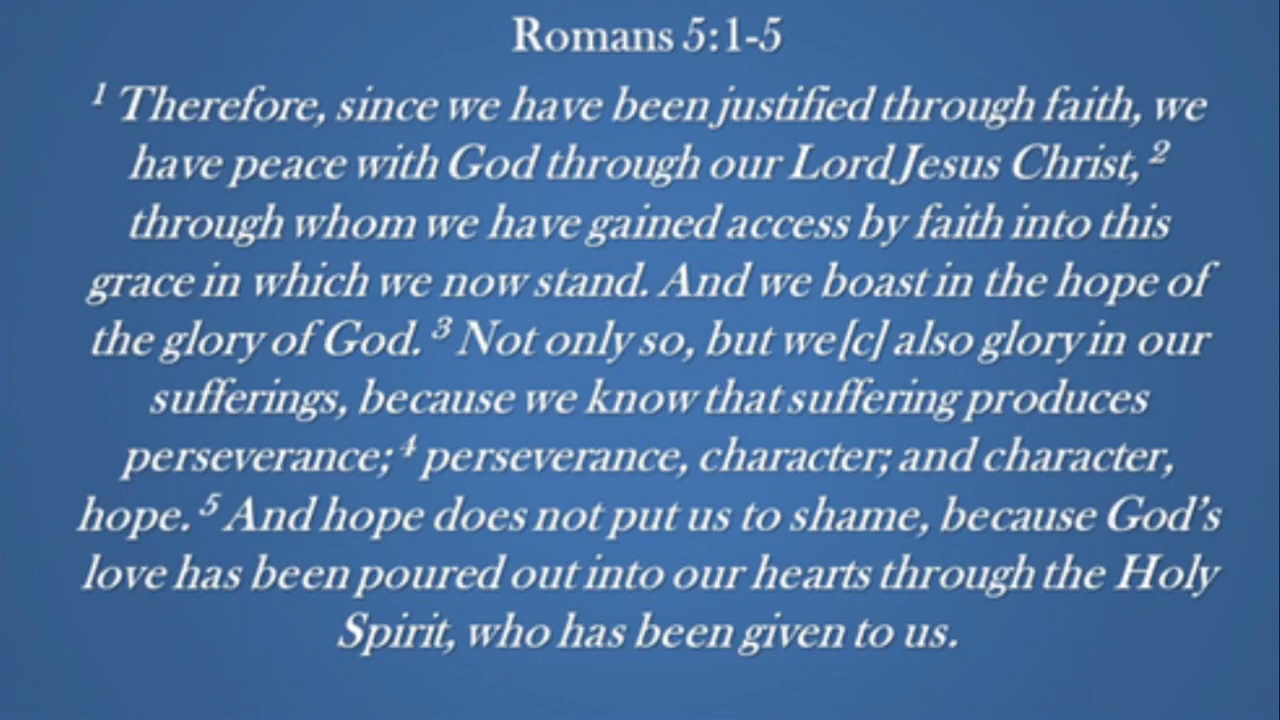 Romans 5:1-5
1 Therefore, since we have been justified through faith, we
have peace with God through our Lord Jesus Christ, 2
through whom we have gained access by faith into this
grace in which we now stand. And we boast in the hope of
the glory of God. 3 Not only so, but we[c] also glory in our
sufferings, because we know that suffering produces
perseverance; 4 perseverance, character; and character,
hope. 5 And hope does not put us to shame, because God’s
love has been poured out into our hearts through the Holy
Spirit, who has been given to us.